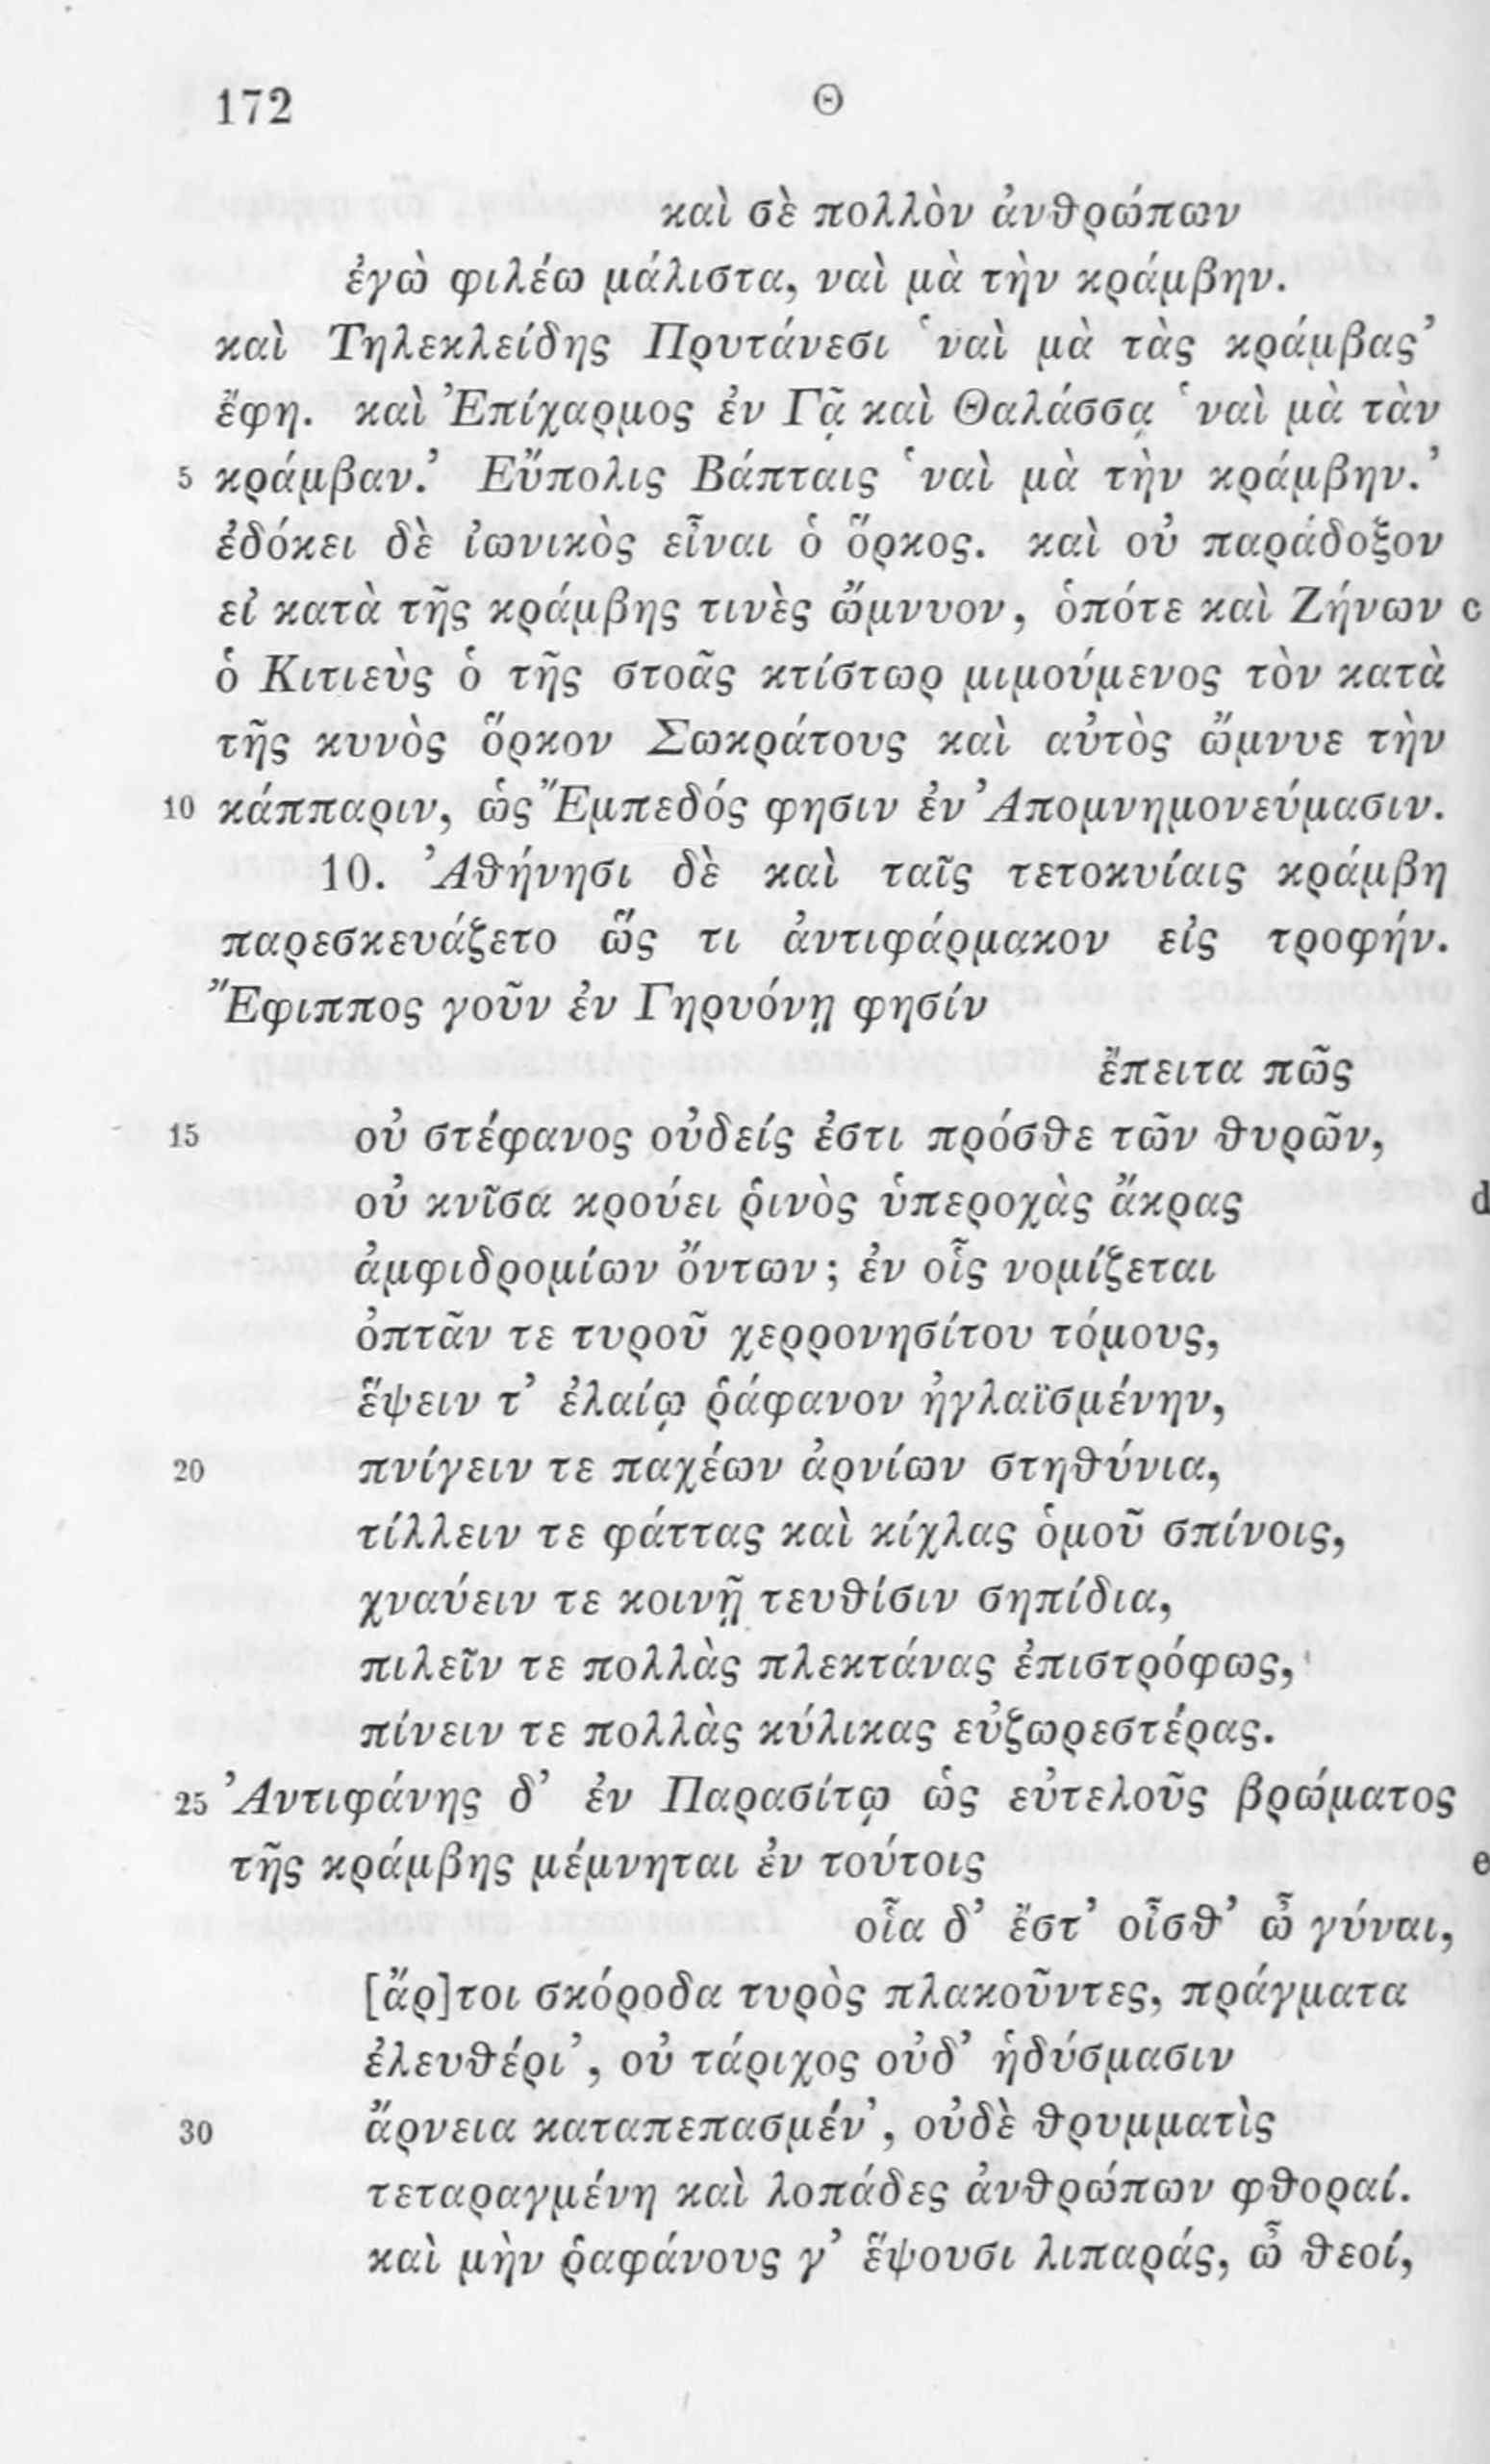 172 Θ
καὶ σὲ πολλὸν ἀνθρώπων
ἐγὼ φιλέω μάλιστα, ναὶ μὰ τὴν κράμβην.
καὶ Τηλεκλείδης Πρυτάνεσι ʽναὶ μὰ τὰς κράμβας’
ἔφη. καὶ Ἐπίχαρμος ἐν Γᾷ καὶ Θαλάσσᾳ ʽναὶ μὰ τὰν
5 κράμβαν.’ Εὔπολις Βάπταις ʽναὶ μὰ τὴν κράμβην.’
ἐδόκει δὲ ἰωνικὸς εἶναι ὁ ὅρκος. καὶ οὐ παράδοξον
εἰ κατὰ τῆς κράμβης τινὲς ὤμνυον, ὁπότε καὶ Ζήνων c
ὁ Κιτιεὺς ὁ τῆς στοᾶς κτίστωρ μιμούμενος τὸν κατὰ
τῆς κυνὸς ὅρκον Σωκράτους καὶ αὐτὸς ὤμνυε τὴν
10 κάππαριν, ὡς Ἔμπεδός φησιν ἐν Ἀπομνημονεύμασιν.
10. Ἀθήνησι δὲ καὶ ταῖς τετοκυίαις κράμβη
παρεσκευάζετο ὥς τι ἀντιφάρμακον εἰς τροφήν.
Ἔφιππος γοῦν ἐν Γηρυόνῃ φησίν
ἔπειτα πῶς
15 οὐ στέφανος οὐδείς ἐστι πρόσθε τῶν θυρῶν,
οὐ κνῖσα κρούει ῥινὸς ὑπεροχὰς ἄκρας d
ἀμφιδρομίων ὄντων; ἐν οἷς νομίζεται
ὀπτᾶν τε τυροῦ χερρονησίτου τόμους,
ἕψειν τ’ ἐλαίῳ ῥάφανον ἠγλαϊσμένην,
20 πνίγειν τε παχέων ἀρνίων στηθύνια,
τίλλειν τε φάττας καὶ κίχλας ὁμοῦ σπίνοις,
χναύειν τε κοινῇ τευθίσιν σηπίδια,
πιλεῖν τε πολλὰς πλεκτάνας ἐπιστρόφως,
πίνειν τε πολλὰς κύλικας εὐζωρεστέρας.
25 Ἀντιφάνης δ’ ἐν Παρασίτῳ ὡς εὐτελοῦς βρώματος
τῆς κράμβης μέμνηται ἐν τούτοις e
οἷα δ’ ἔστ’ οἶσθ’ ὦ γύναι,
[ἄρ]τοι σκόροδα τυρὸς πλακοῦντες, πράγματα
ἐλευθέρι’, οὐ τάριχος οὐδ’ ἡδύσμασιν
30 ἄρνεια καταπεπασμέν’, οὐδὲ θρυμματὶς
τεταραγμένη καὶ λοπάδες ἀνθρώπων φθοραί.
καὶ μὴν ῥαφάνους γ’ ἕψουσι λιπαράς, ὦ θεοί,